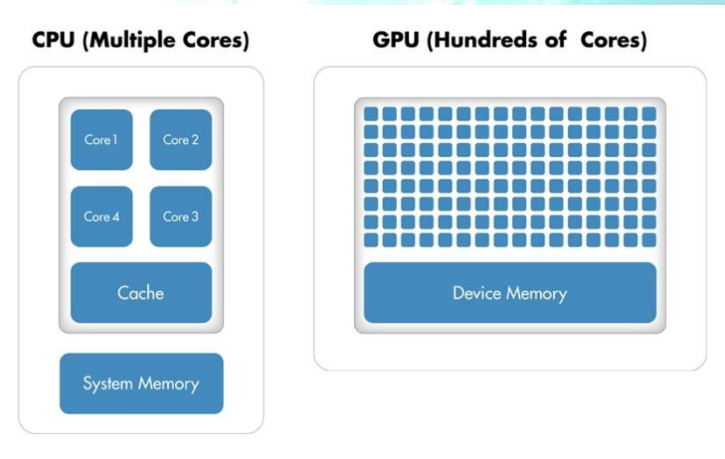 CPU (Multiple Cores)
GPU (Hundreds of Cores)
Core 1
Core 2
Core 4
Core 3
Cache
Device Memory
System Memory